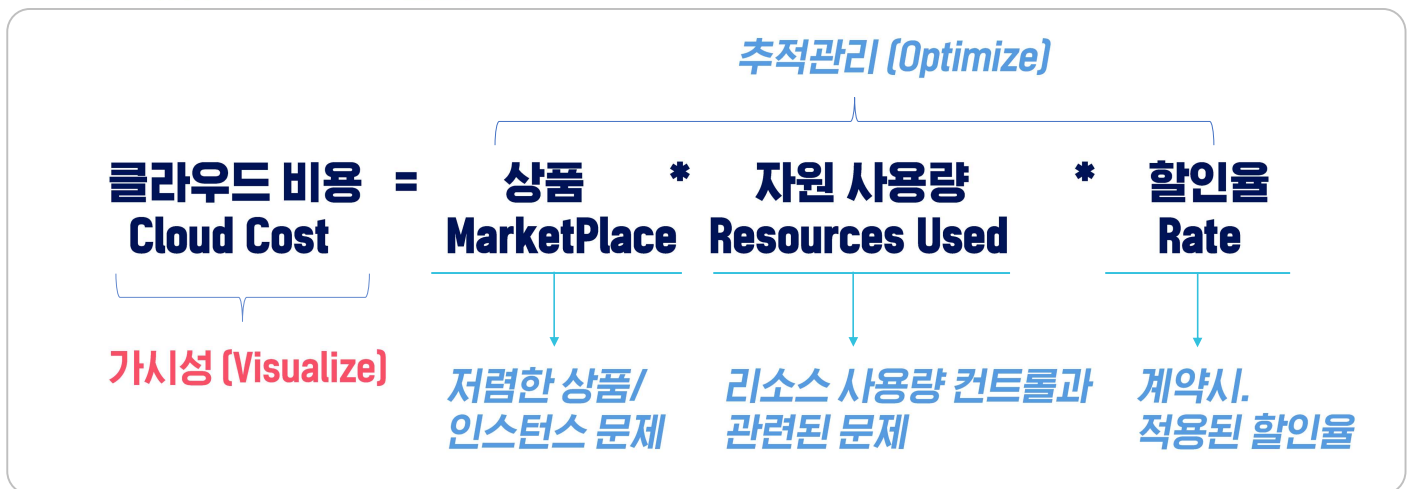 추적관리 (Optimize)
클라우드 비용 = 상품 * 자원 사용량 * 할인율
Cloud Cost MarketPlace Resources Used Rate
가시성 (Visualize)
저렴한 상품/ 리소스 사용량 컨트롤과 계약시.
인스턴스 문제 관련된 문제 적용된 할인율